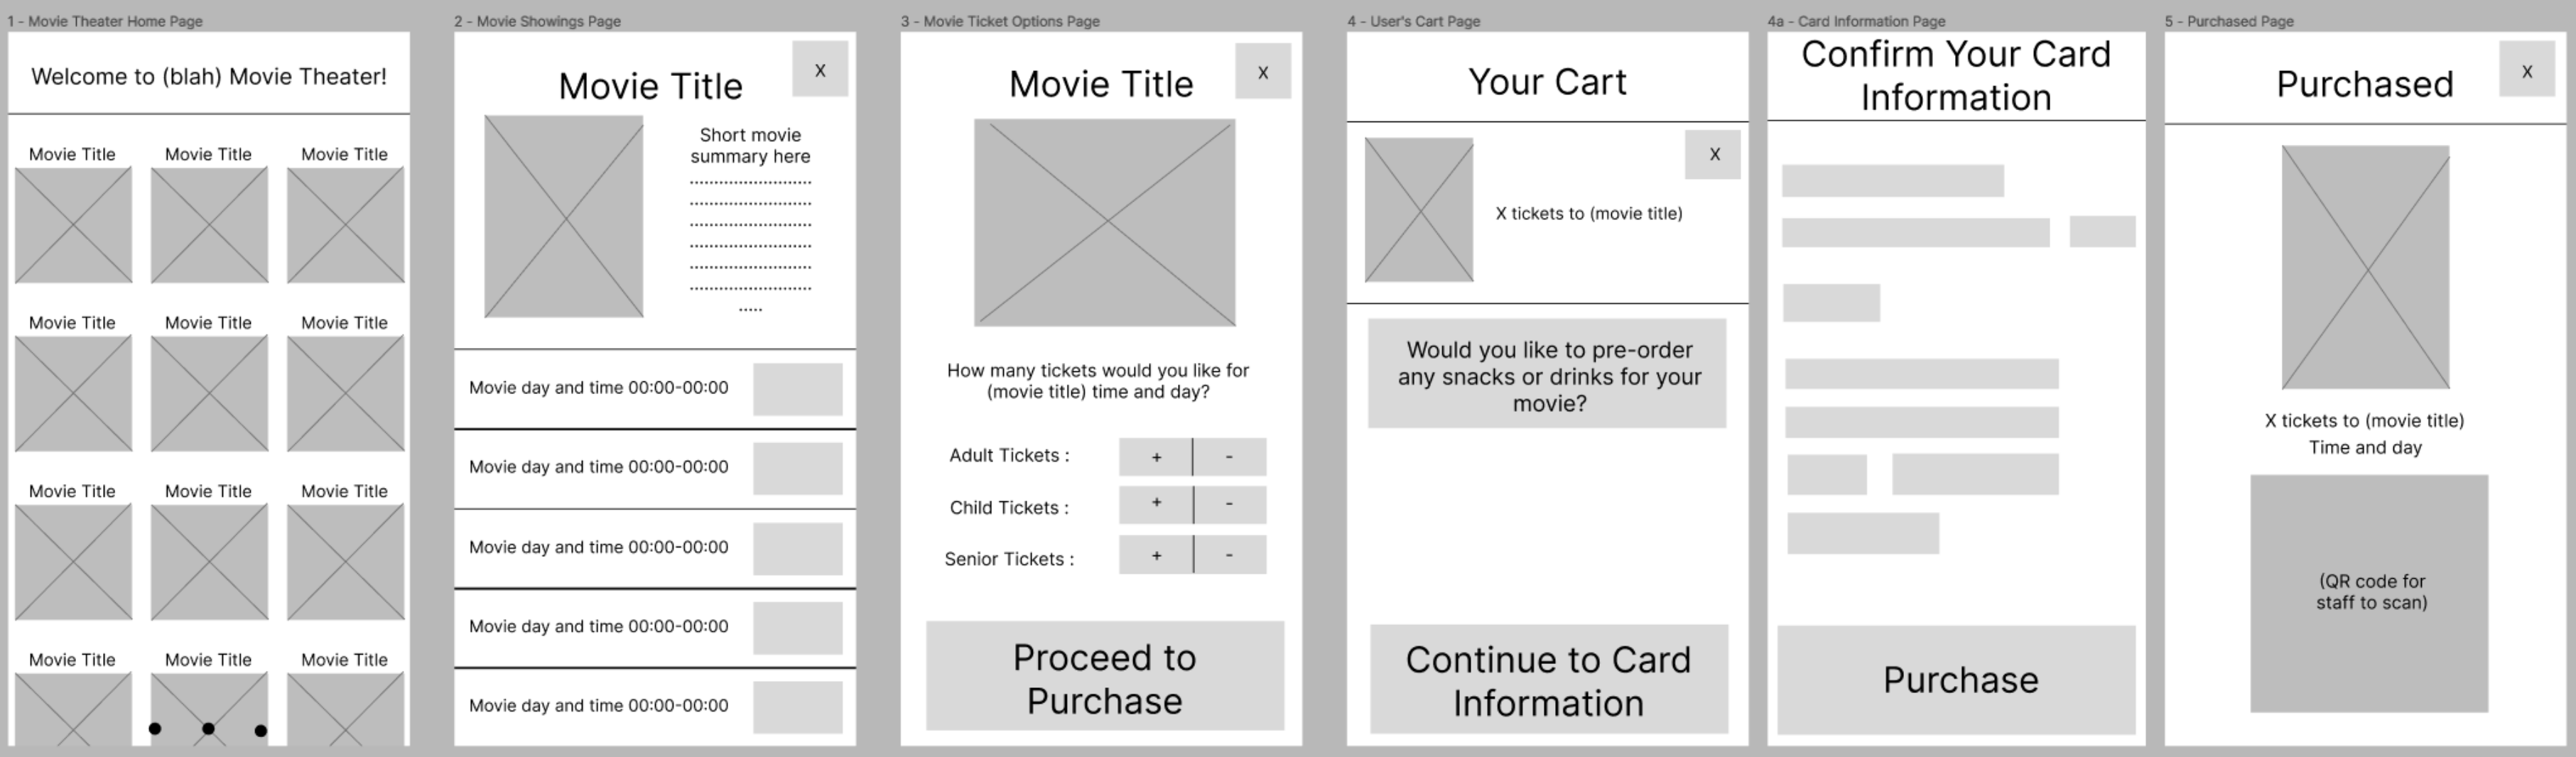 1 - Movie Theater Home Page
Welcome to (blah) Movie Theater!
Movie Title Movie Title Movie Title
Movie Title Movie Title Movie Title
Movie Title Movie Title Movie Title
Movie Title Movie Title Movie Title
2 - Movie Showings Page
X
Movie Title
Short movie
summary here
........................
........................
........................
........................
........................
........................
.....
Movie day and time 00:00-00:00
Movie day and time 00:00-00:00
Movie day and time 00:00-00:00
Movie day and time 00:00-00:00
Movie day and time 00:00-00:00
3 - Movie Ticket Options Page
X
Movie Title
How many tickets would you like for
(movie title) time and day?
Adult Tickets : + -
Child Tickets : + -
Senior Tickets : + -
Proceed to
Purchase
4 - User's Cart Page
Your Cart
X
X tickets to (movie title)
Would you like to pre-order
any snacks or drinks for your
movie?
Continue to Card
Information
4a - Card Information Page
Confirm Your Card
Information
Purchase
5 - Purchased Page
X
Purchased
X tickets to (movie title)
Time and day
(QR code for
staff to scan)